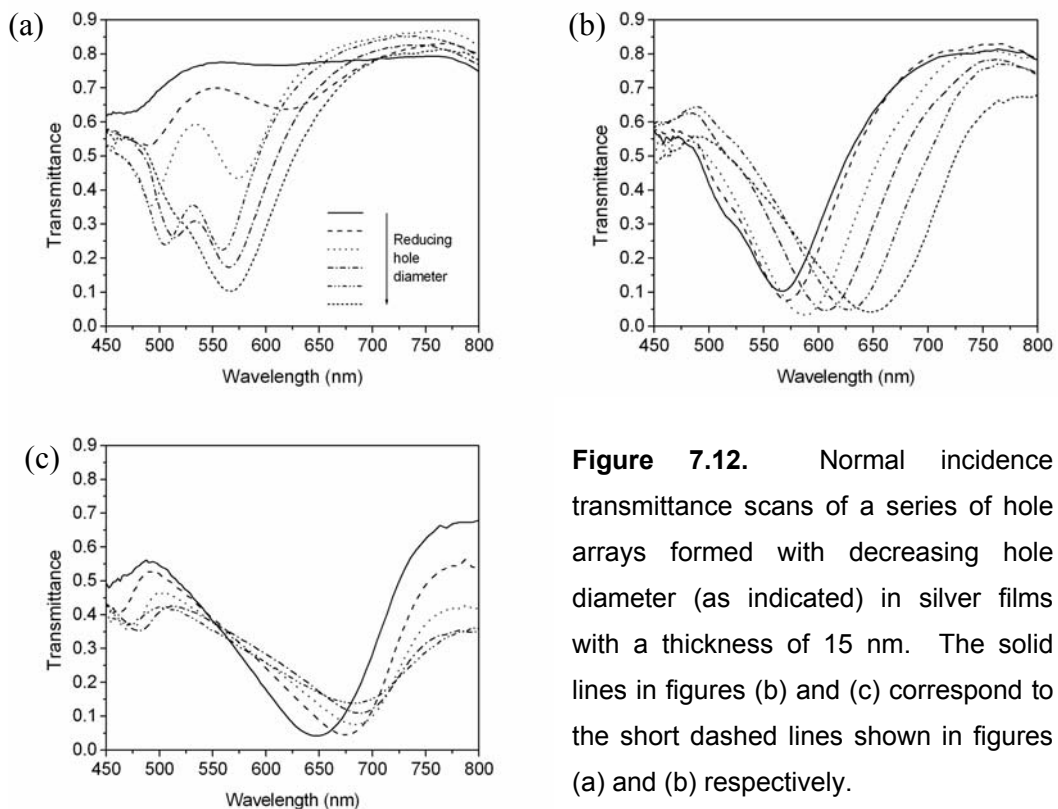 (a)
0.9
0.8
0.7
0.6
0.5
0.4
0.3
0.2
0.1
0.0
Transmittance
Reducing
hole
diameter
450 500 550 600 650 700 750 800
Wavelength (nm)
(b)
0.9
0.8
0.7
0.6
0.5
0.4
0.3
0.2
0.1
0.0
Transmittance
450 500 550 600 650 700 750 800
Wavelength (nm)
(c)
0.9
0.8
0.7
0.6
0.5
0.4
0.3
0.2
0.1
0.0
Transmittance
450 500 550 600 650 700 750 800
Wavelength (nm)
Figure 7.12. Normal incidence
transmittance scans of a series of hole
arrays formed with decreasing hole
diameter (as indicated) in silver films
with a thickness of 15 nm. The solid
lines in figures (b) and (c) correspond to
the short dashed lines shown in figures
(a) and (b) respectively.